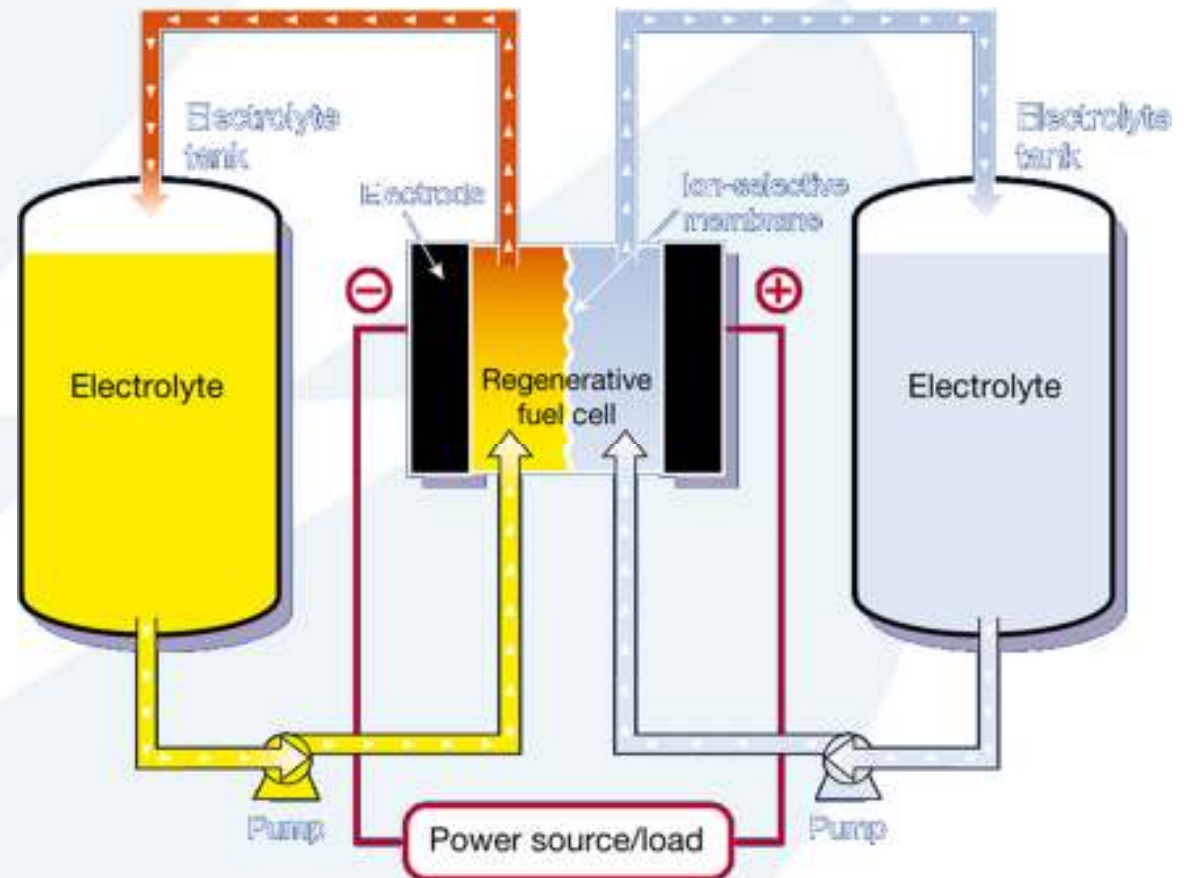 Electrolyte
tank
Electrolyte
tank
Electrode
Ion-selective
membrane
−
+
Electrolyte
Regenerative
fuel cell
Electrolyte
Pump
Power source/load
Pump